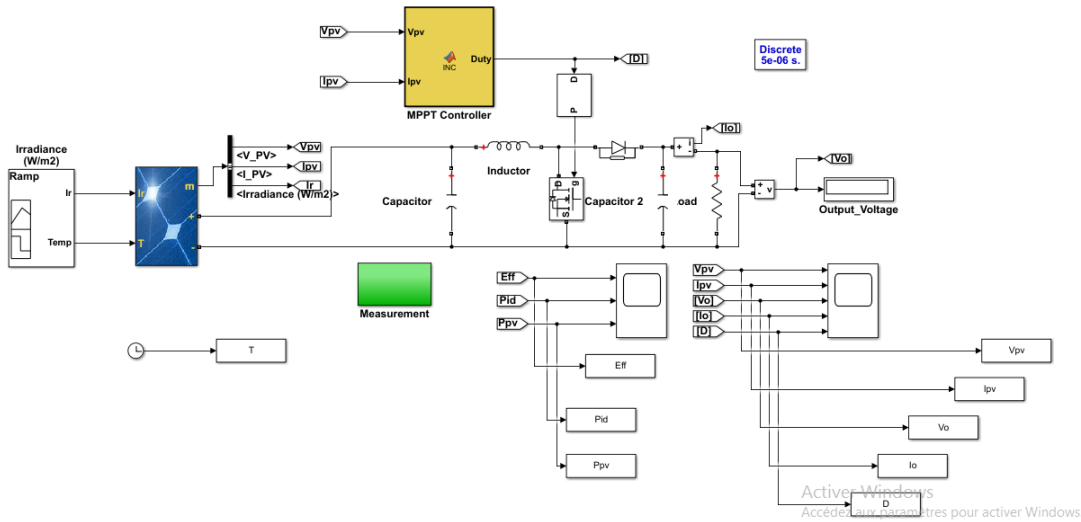 Vpv
Ipv
Vpv
Ipv
Duty
INC
MPPT Controller
[D]
D
P
Discrete
5e-06 s.
Irradiance
(W/m2)
Ramp
Ir
Temp
Ir
T
m
+
-
<V_PV>
<I_PV>
<Irradiance (W/m2)>
Vpv
Ipv
Ir
Capacitor
+
+
Inductor
D
g
S
Capacitor 2
+
oad
+
+
i
-
[Io]
+
-
v
[Vo]
Output_Voltage
Measurement
T
Eff
Pid
Ppv
Eff
Pid
Ppv
Vpv
Ipv
[Vo]
[Io]
[D]
Vpv
Ipv
Vo
Io
D
Activer Windows
Accédez aux paramètres pour activer Windows